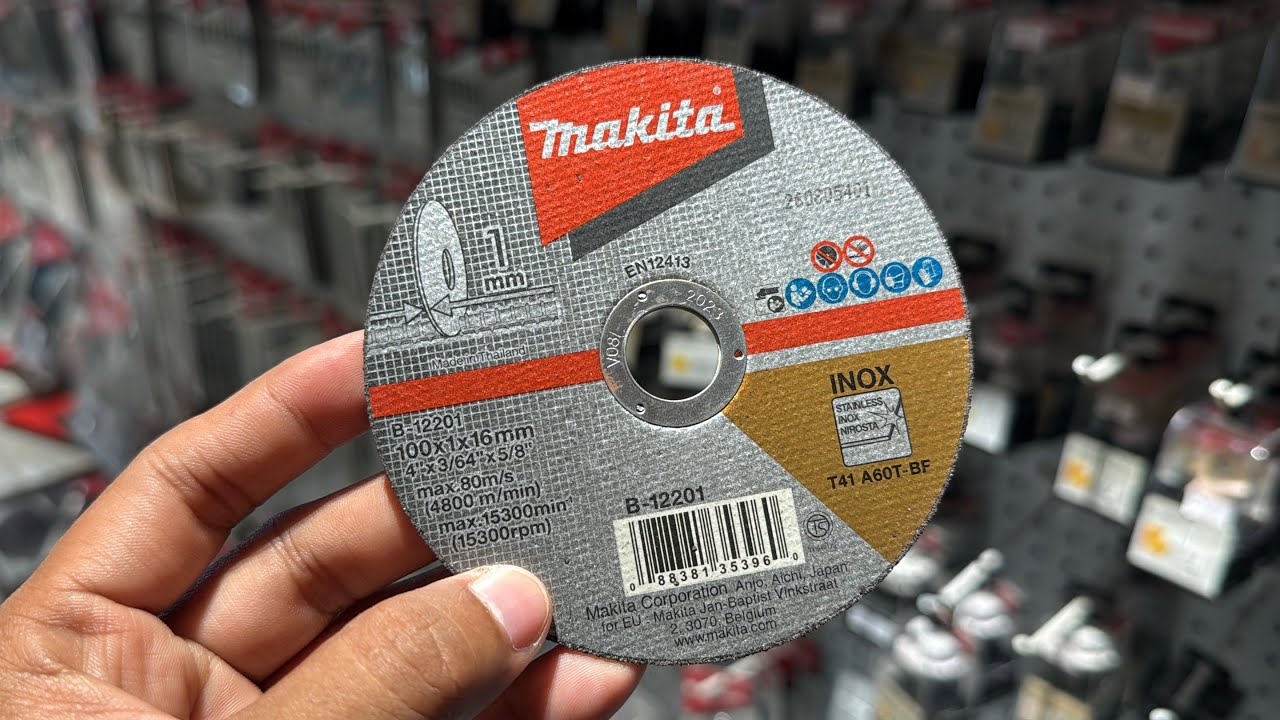 makita®
260805401
1
mm
EN12413
V08/ 2023
Made in Thailand
B-12201
100x1x16mm
4"x3/64"x5/8"
max.80m/s
(4800 m/min)
max.15300min⁻¹
(15300rpm)
INOX
STAINLESS
INOX
NIROSTA
T41 A60T-BF
B-12201
0 88381 35396 0
Makita Corporation Anjo, Aichi, Japan
for EU - Makita Jan-Baptist Vinkstraat
2, 3070, Belgium
www.makita.com